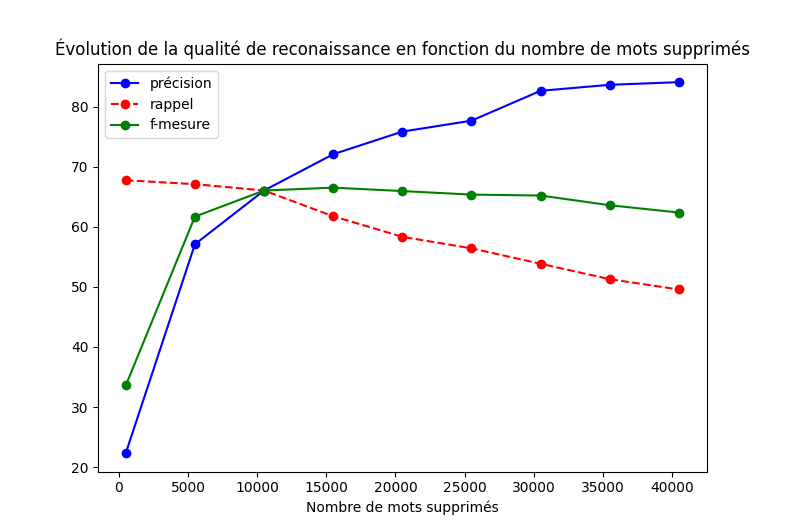 Évolution de la qualité de reconaissance en fonction du nombre de mots supprimés
précision
rappel
f-mesure
80
70
60
50
40
30
20
0 5000 10000 15000 20000 25000 30000 35000 40000
Nombre de mots supprimés